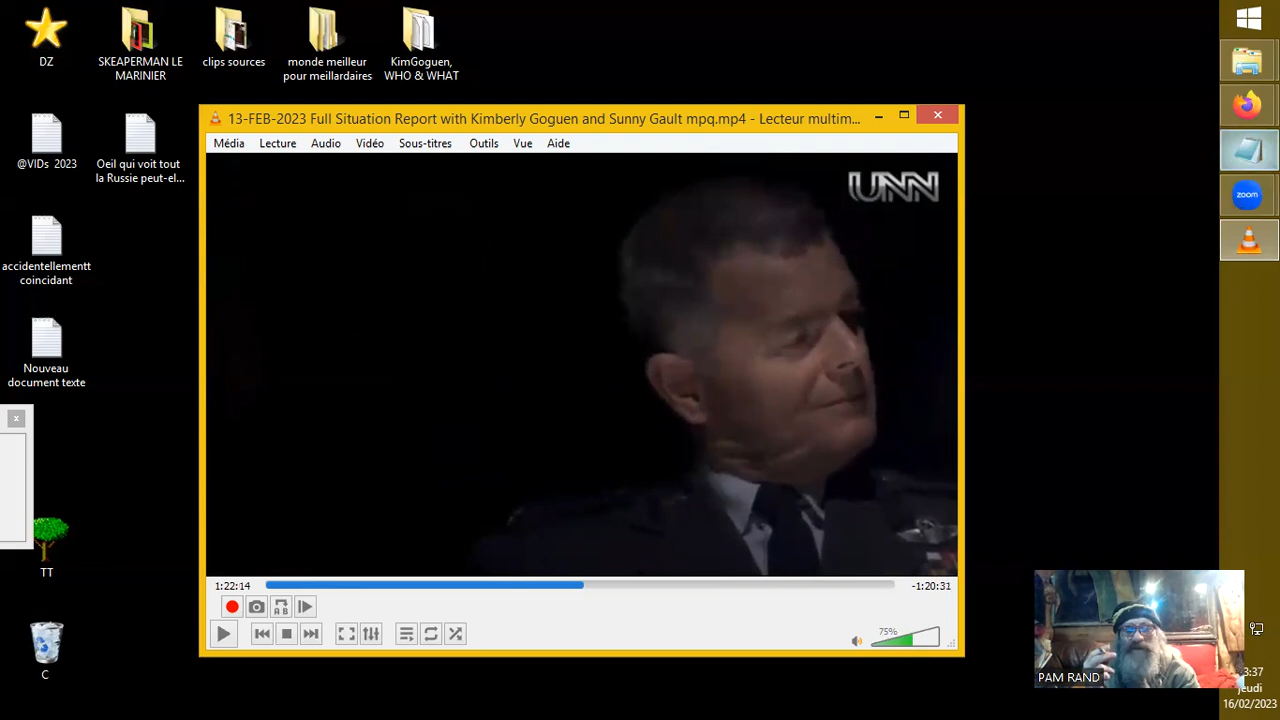 DZ
SKEAPERMAN LE
MARINIER
clips sources
monde meilleur
pour meillardaires
KimGoguen,
WHO & WHAT
@VIDs 2023
Oeil qui voit tout
la Russie peut-el...
accidentellementt
coincidant
Nouveau
document texte
x
TT
C
13-FEB-2023 Full Situation Report with Kimberly Goguen and Sunny Gault mpq.mp4 - Lecteur multim...
Média Lecture Audio Vidéo Sous-titres Outils Vue Aide
UNN
1:22:14
-1:20:31
A B
75%
zoom
PAM RAND
3:37
jeudi
16/02/2023